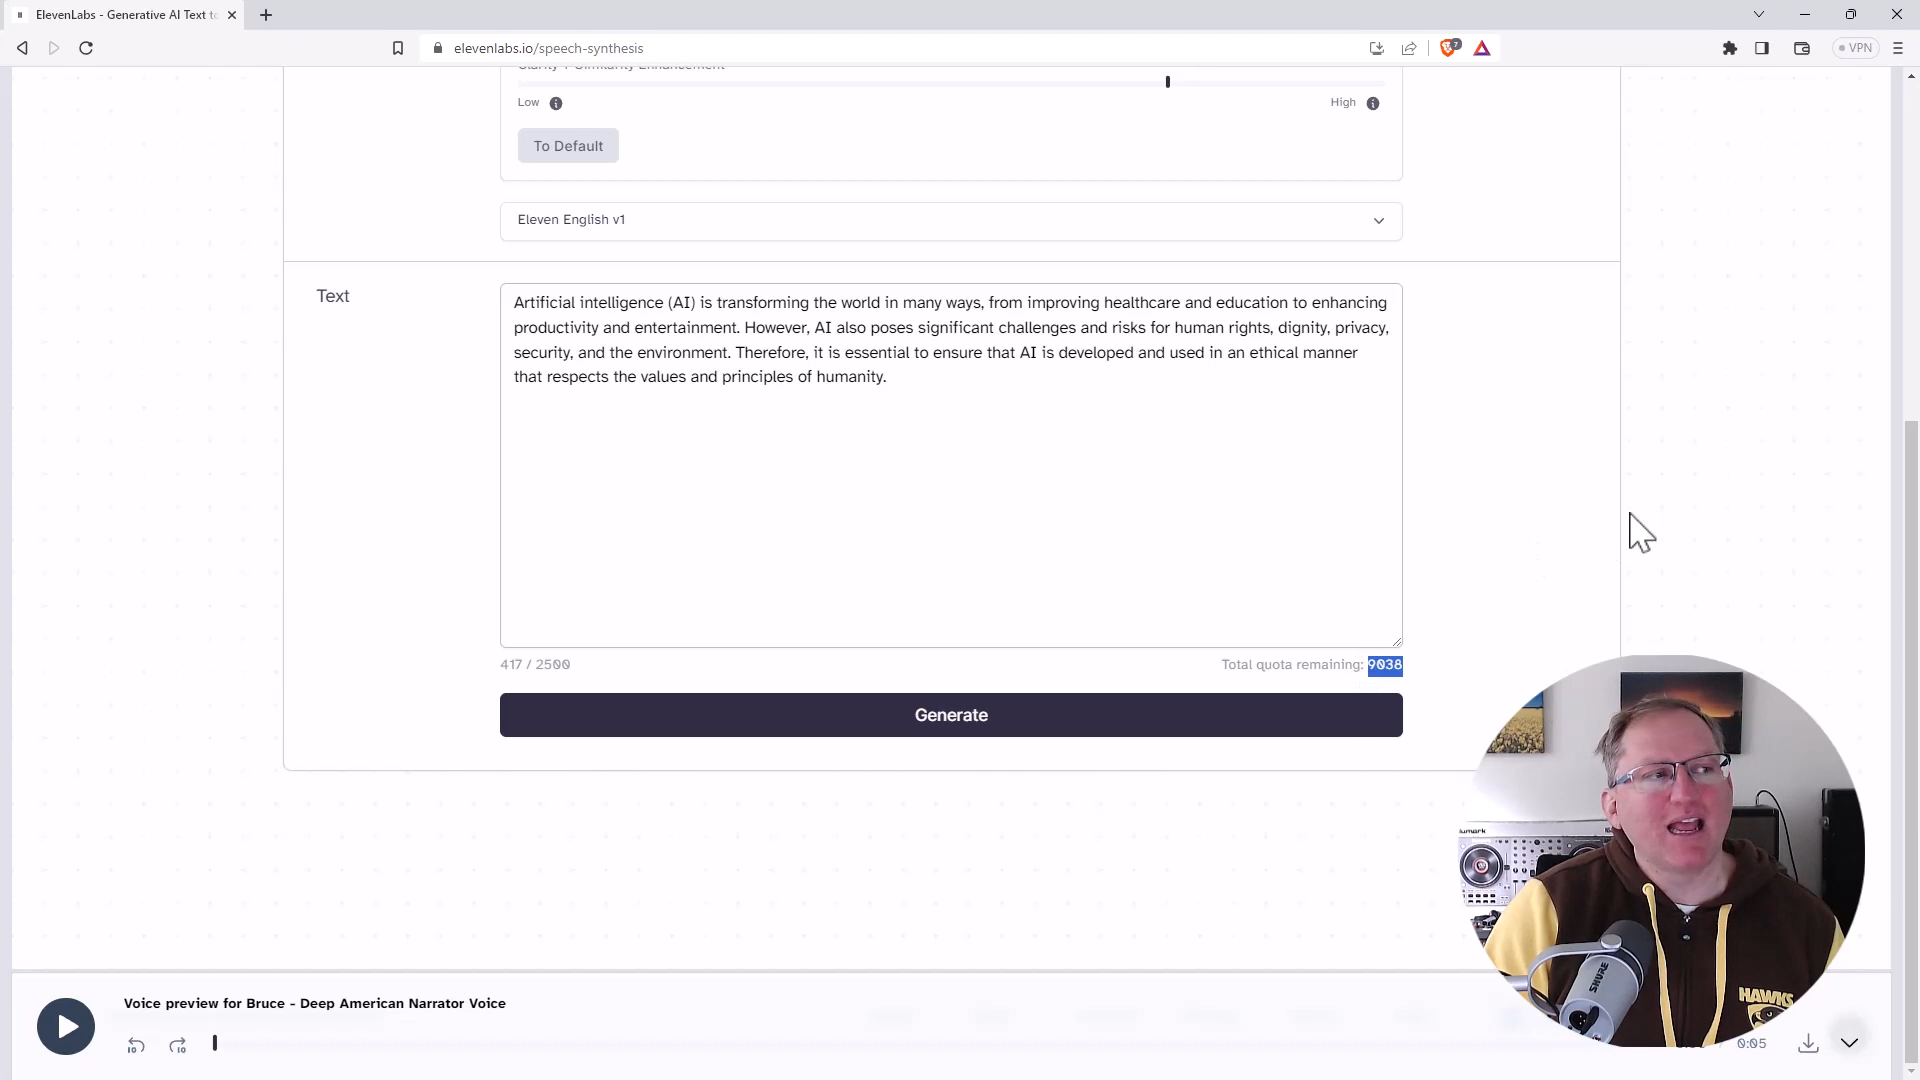 ElevenLabs - Generative AI Text to
elevenlabs.io/speech-synthesis
7
VPN
Low
High
To Default
Eleven English v1
Text
Artificial intelligence (AI) is transforming the world in many ways, from improving healthcare and education to enhancing
productivity and entertainment. However, AI also poses significant challenges and risks for human rights, dignity, privacy,
security, and the environment. Therefore, it is essential to ensure that AI is developed and used in an ethical manner
that respects the values and principles of humanity.
417 / 2500
Total quota remaining: 9038
Generate
SHURE
HAWKS
Voice preview for Bruce - Deep American Narrator Voice
10
10
0:05